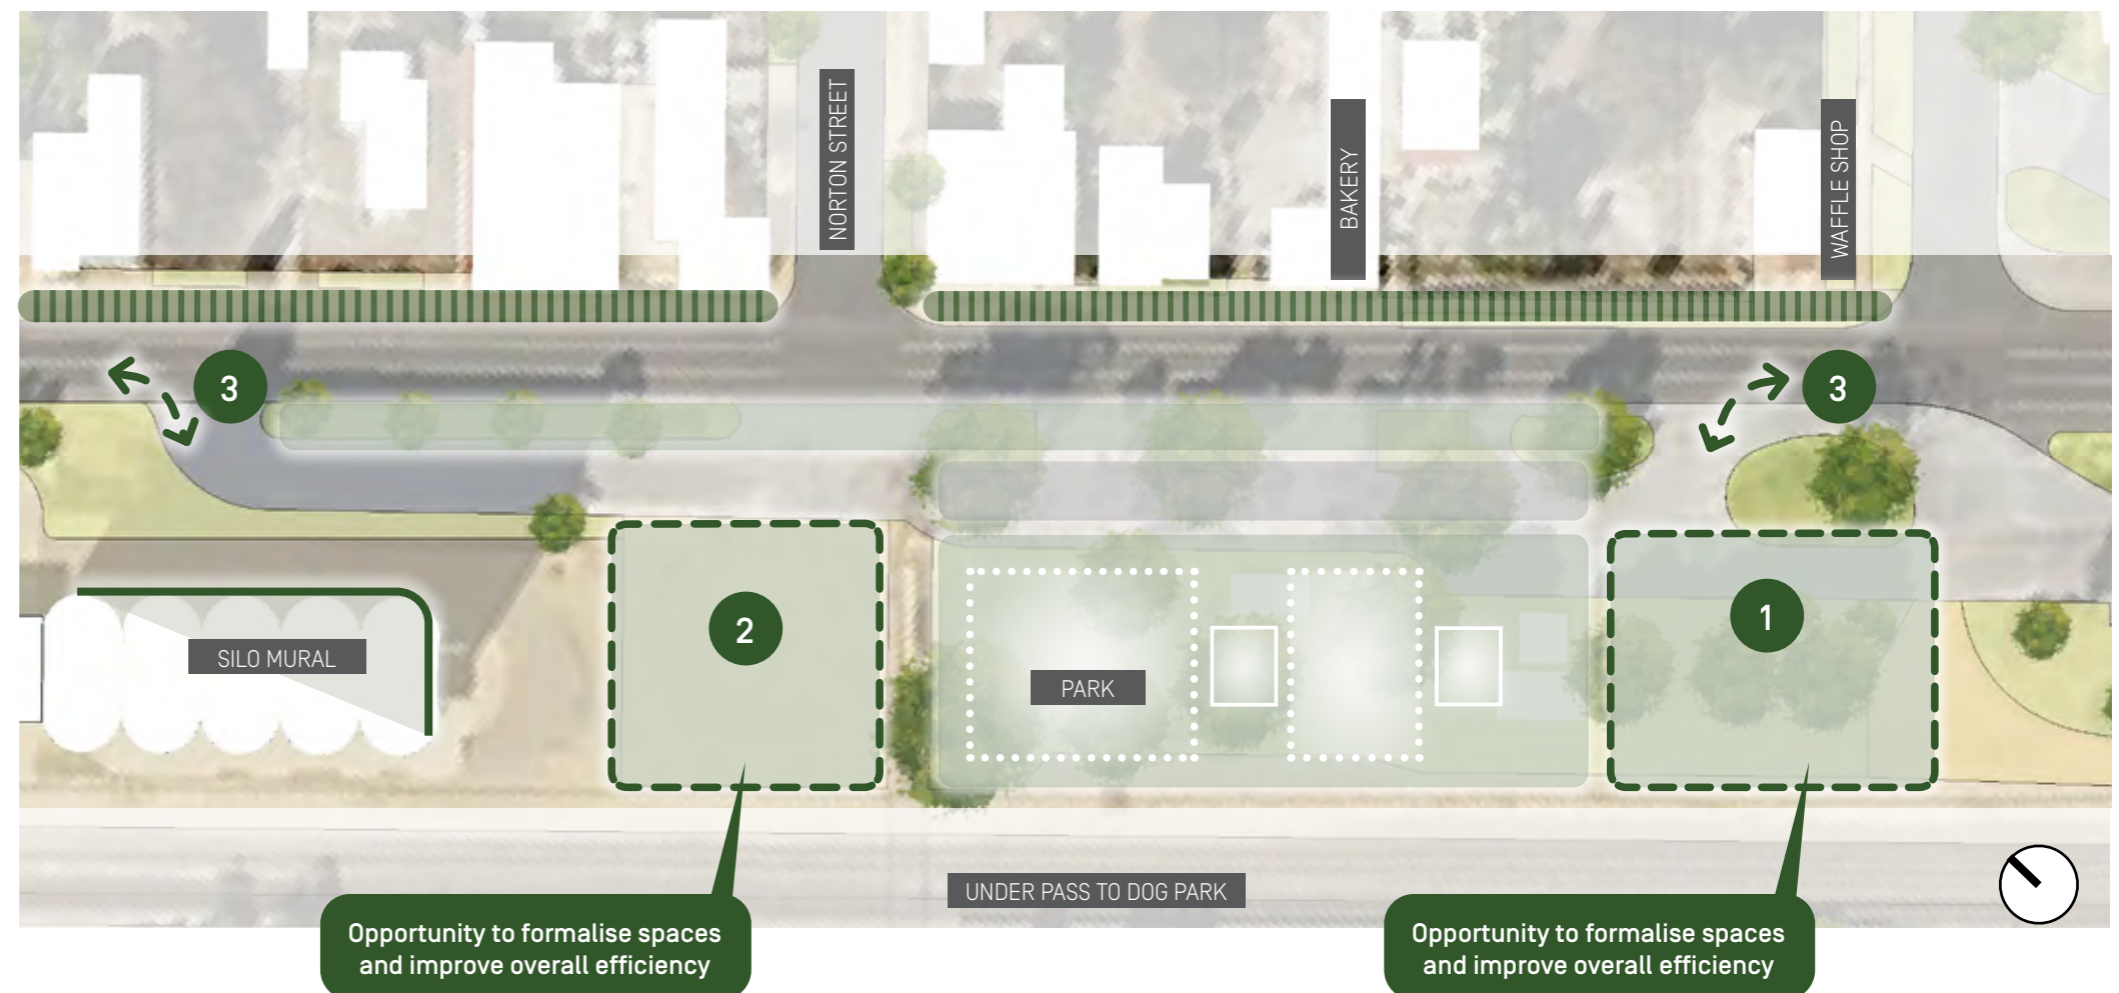 NORTON STREET
BAKERY
WAFFLE SHOP
3
3
2
1
SILO MURAL
PARK
UNDER PASS TO DOG PARK
Opportunity to formalise spaces
and improve overall efficiency
Opportunity to formalise spaces
and improve overall efficiency